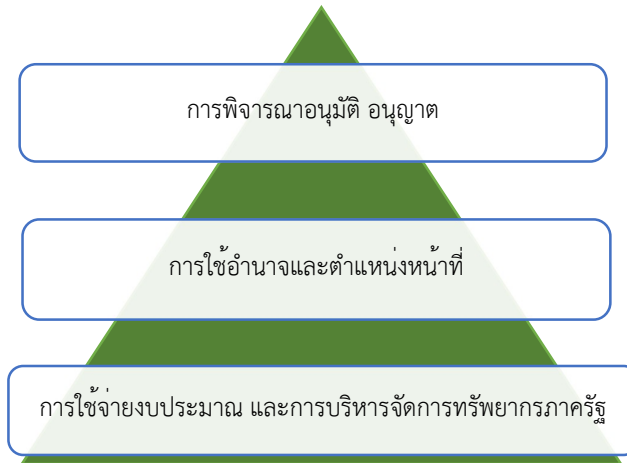 การพิจารณาอนุมัติ อนุญาต
การใช้อำนาจและตำแหน่งหน้าที่
การใช้จ่ายงบประมาณ และการบริหารจัดการทรัพยากรภาครัฐ